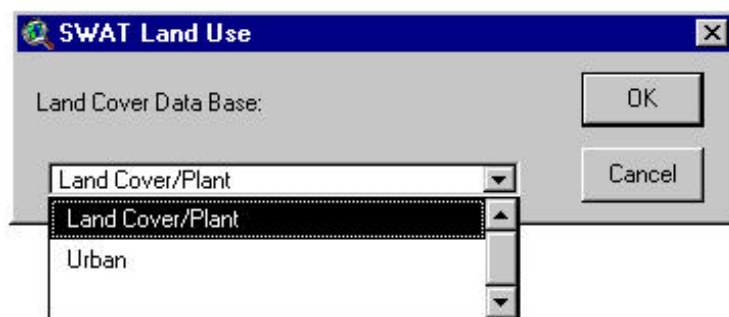 SWAT Land Use
Land Cover Data Base:
OK
Land Cover/Plant
Cancel
Land Cover/Plant
Urban